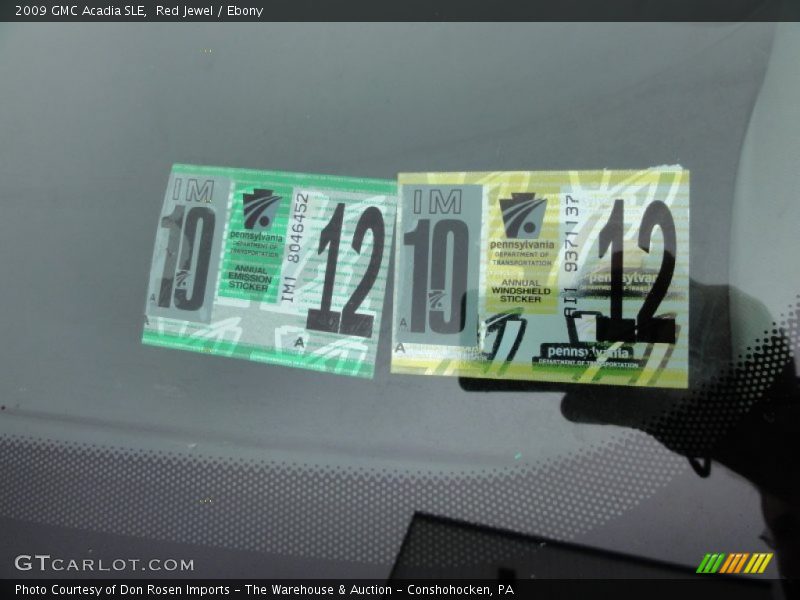 2009 GMC Acadia SLE,  Red Jewel / Ebony
IM
10
A
pennsylvania
DEPARTMENT OF
TRANSPORTATION
ANNUAL
EMISSION
STICKER
IM1 8046452
12
A
A
IM
10
A
pennsylvania
DEPARTMENT OF
TRANSPORTATION
ANNUAL
WINDSHIELD
STICKER
9371137
12
pennsylvania
A
pennsylvania
DEPARTMENT OF TRANSPORTATION
GTCARLOT.COM
Photo Courtesy of Don Rosen Imports - The Warehouse & Auction - Conshohocken, PA